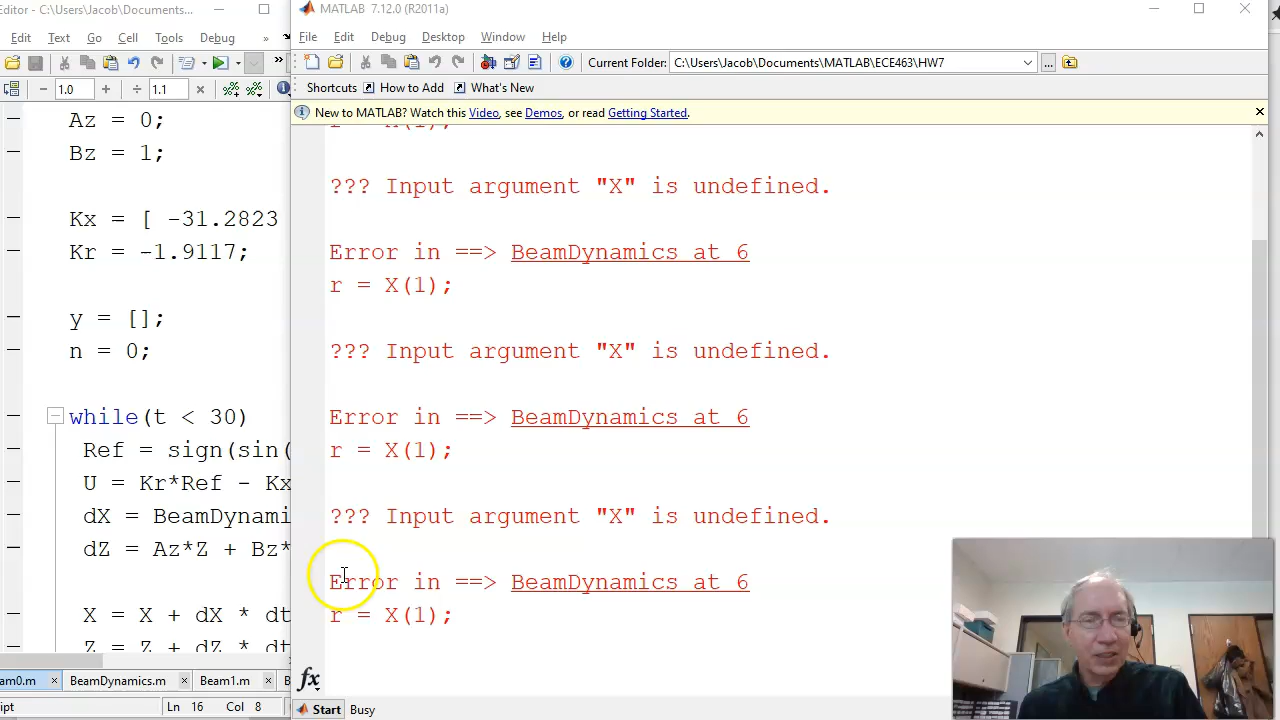 Editor - C:\Users\Jacob\Documents...
Edit Text Go Cell Tools Debug »
1.0 1.1
Az = 0;
Bz = 1;
Kx = [ -31.2823
Kr = -1.9117;
y = [];
n = 0;
while(t < 30)
Ref = sign(sin(
U = Kr*Ref - Kx
dX = BeamDynami
dZ = Az*Z + Bz*
X = X + dX * dt
Z = Z + dZ * dt
eam0.m BeamDynamics.m Beam1.m B
ipt Ln 16 Col 8
MATLAB 7.12.0 (R2011a)
File Edit Debug Desktop Window Help
Current Folder: C:\Users\Jacob\Documents\MATLAB\ECE463\HW7 ...
Shortcuts How to Add What's New
New to MATLAB? Watch this Video, see Demos, or read Getting Started.
r = X(1);
??? Input argument "X" is undefined.
Error in ==> BeamDynamics at 6
r = X(1);
??? Input argument "X" is undefined.
Error in ==> BeamDynamics at 6
r = X(1);
??? Input argument "X" is undefined.
Error in ==> BeamDynamics at 6
r = X(1);
fx
Start Busy